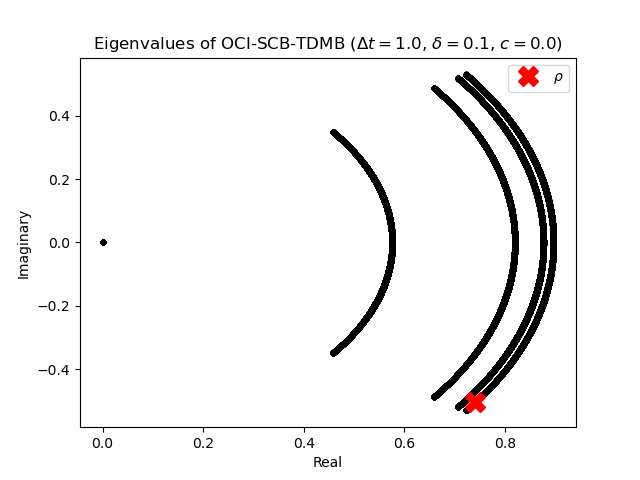 Eigenvalues of OCI-SCB-TDMB (Δt = 1.0, δ = 0.1, c = 0.0)
ρ
0.4
0.2
0.0
−0.2
−0.4
Imaginary
0.0 0.2 0.4 0.6 0.8
Real